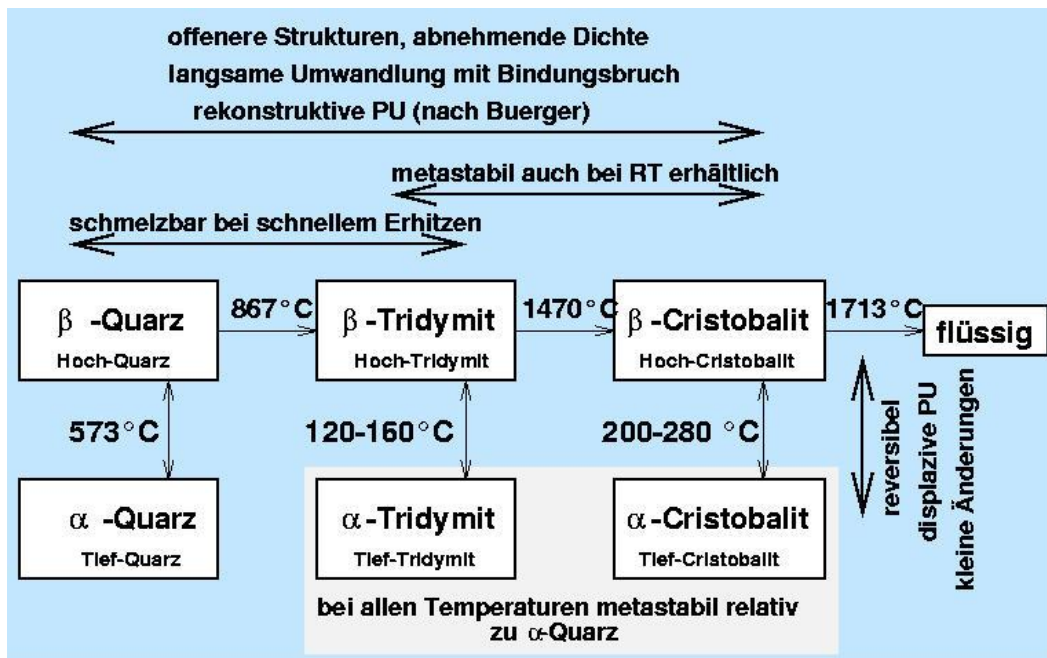 offenere Strukturen, abnehmende Dichte
langsame Umwandlung mit Bindungsbruch
rekonstruktive PU (nach Buerger)
metastabil auch bei RT erhältlich
schmelzbar bei schnellem Erhitzen
β -Quarz
Hoch-Quarz
867°C
β -Tridymit
Hoch-Tridymit
1470°C
β -Cristobalit
Hoch-Cristobalit
1713°C
flüssig
573°C
120-160°C
200-280 °C
reversibel
displazive PU
kleine Änderungen
α -Quarz
Tief-Quarz
α -Tridymit
Tief-Tridymit
α -Cristobalit
Tief-Cristobalit
bei allen Temperaturen metastabil relativ
zu α-Quarz